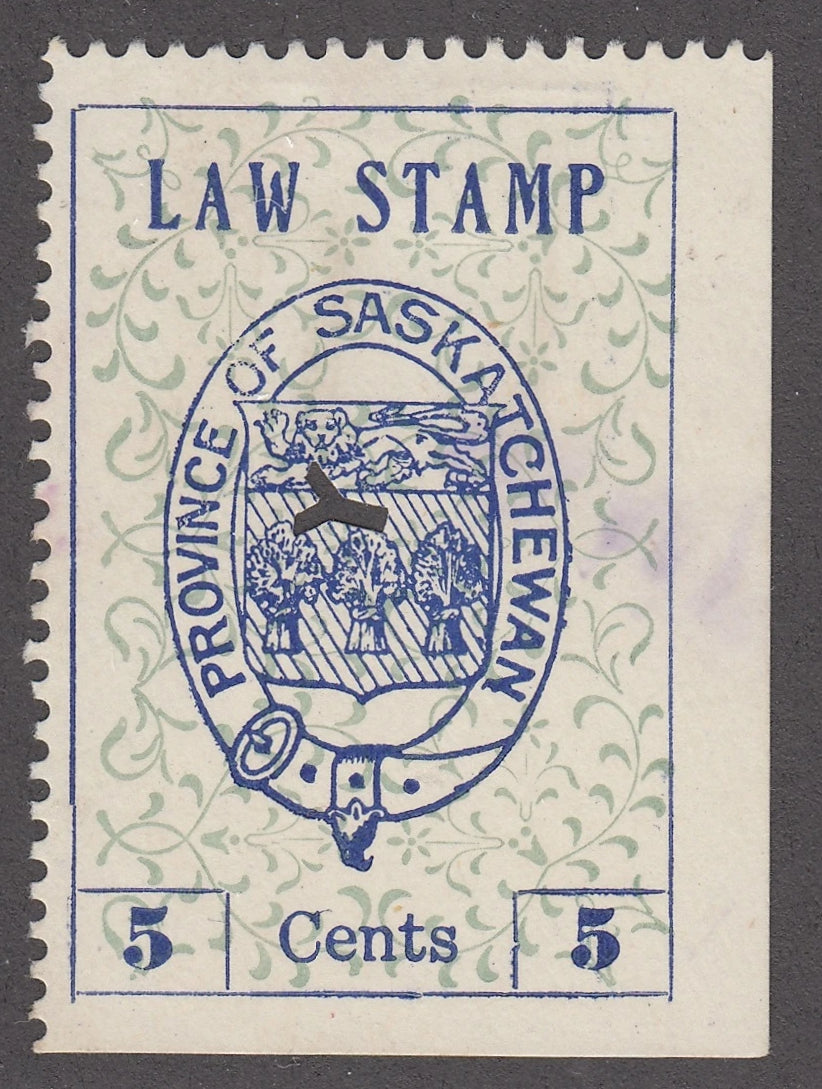 LAW STAMP
PROVINCE OF SASKATCHEWAN
5 Cents 5